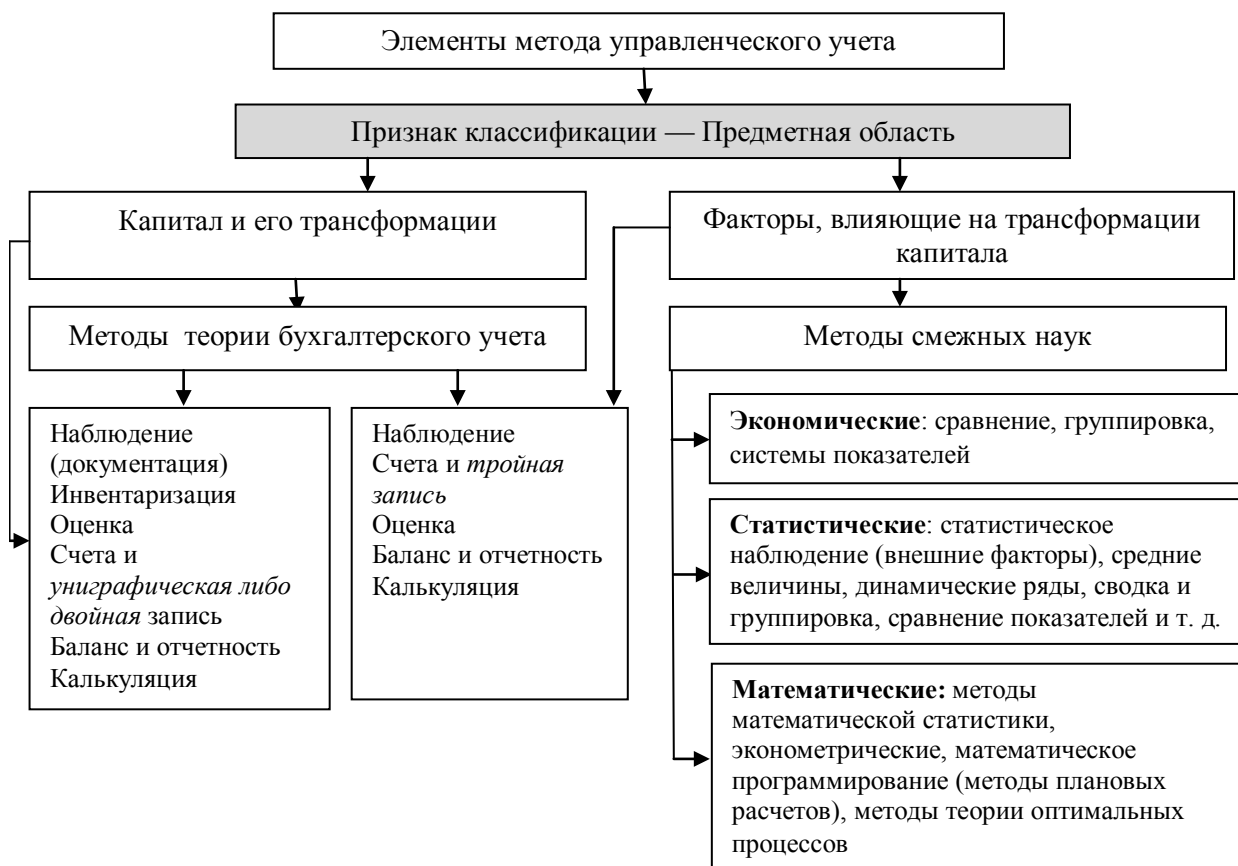 Элементы метода управленческого учета
Признак классификации — Предметная область
Капитал и его трансформации
Факторы, влияющие на трансформации
капитала
Методы теории бухгалтерского учета
Методы смежных наук
Наблюдение
(документация)
Инвентаризация
Оценка
Счета и
униграфическая либо
двойная запись
Баланс и отчетность
Калькуляция
Наблюдение
Счета и тройная
запись
Оценка
Баланс и отчетность
Калькуляция
Экономические: сравнение, группировка,
системы показателей
Статистические: статистическое
наблюдение (внешние факторы), средние
величины, динамические ряды, сводка и
группировка, сравнение показателей и т. д.
Математические: методы
математической статистики,
эконометрические, математическое
программирование (методы плановых
расчетов), методы теории оптимальных
процессов